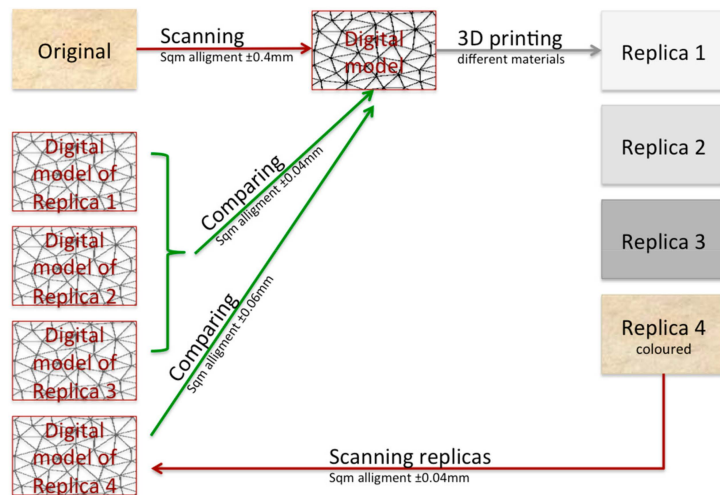 Original
Scanning
Sqm alligment ±0.4mm
Digital
model
3D printing
different materials
Replica 1
Digital
model of
Replica 1
Replica 2
Comparing
Sqm alligment ±0.04mm
Digital
model of
Replica 2
Replica 3
Comparing
Sqm alligment ±0.06mm
Digital
model of
Replica 3
Replica 4
coloured
Digital
model of
Replica 4
Scanning replicas
Sqm alligment ±0.04mm